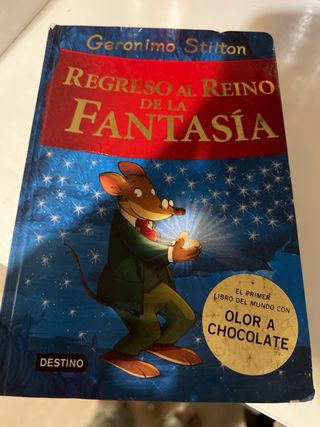 Geronimo Stilton
REGRESO AL REINO
DE LA
FANTASÍA
EL PRIMER
LIBRO DEL MUNDO CON
OLOR A
CHOCOLATE
DESTINO